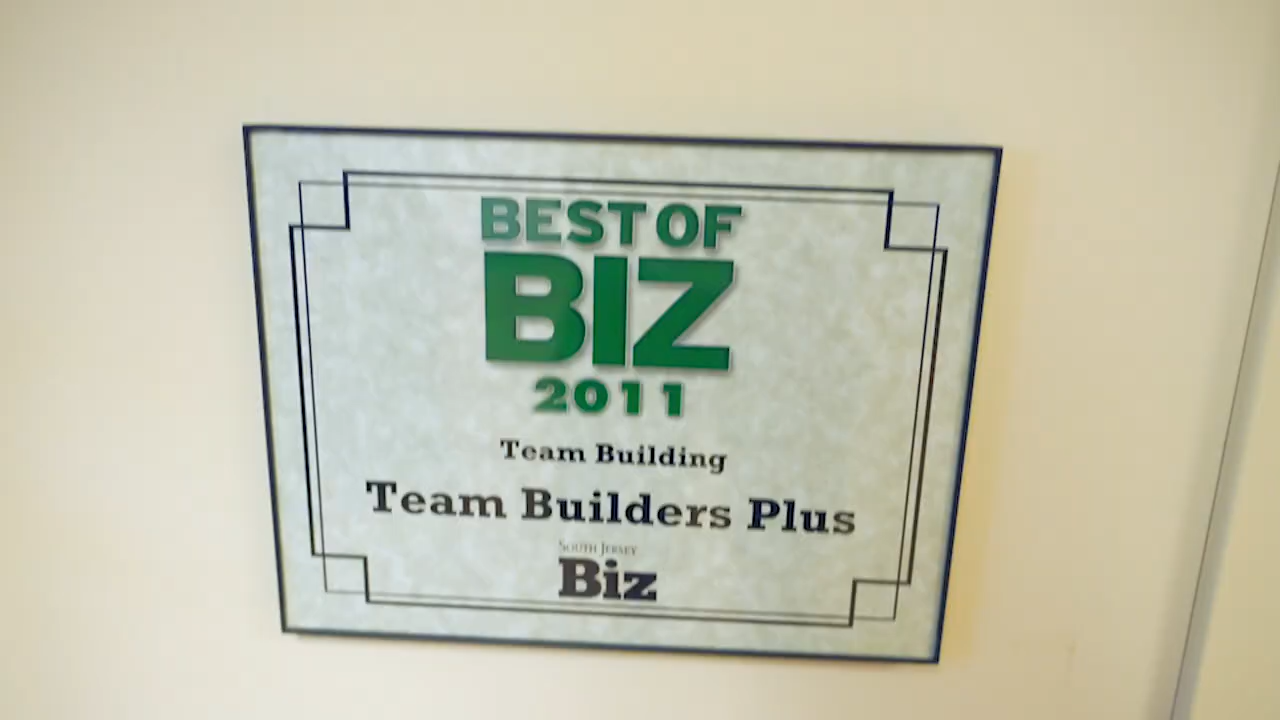 BEST OF
BIZ
2011
Team Building
Team Builders Plus
SOUTH JERSEY
Biz